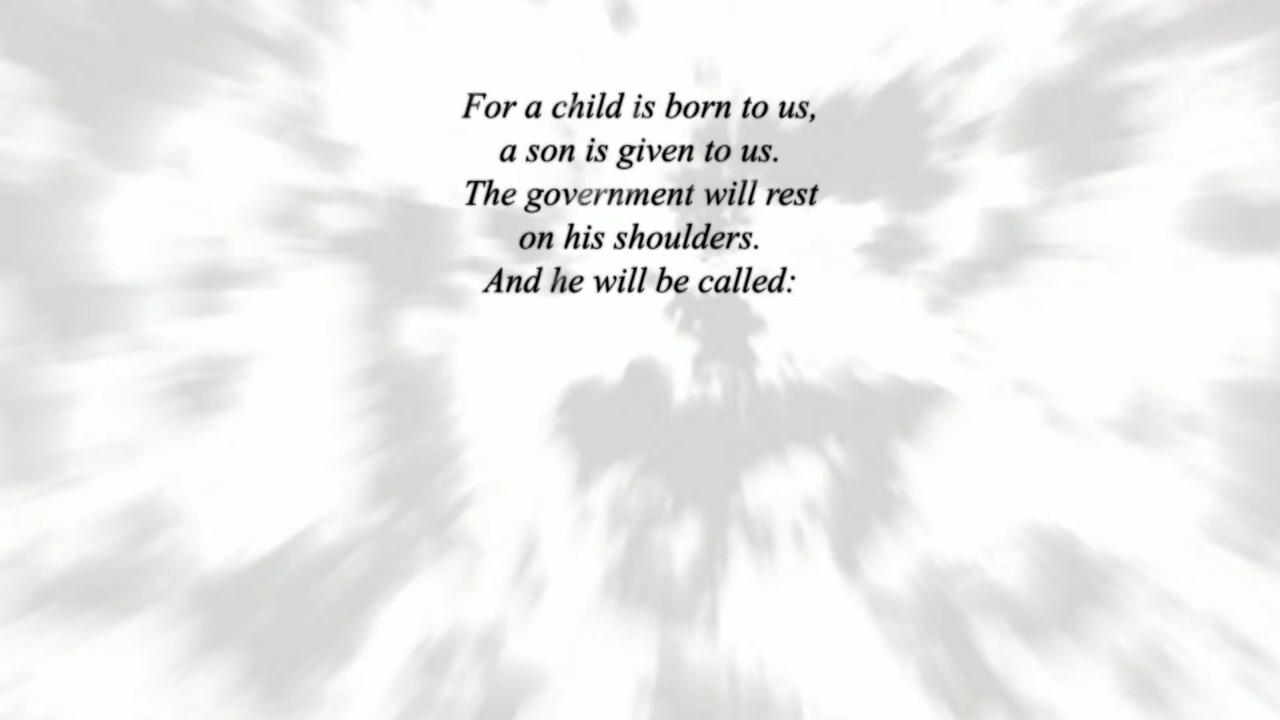 For a child is born to us,
a son is given to us.
The government will rest
on his shoulders.
And he will be called: